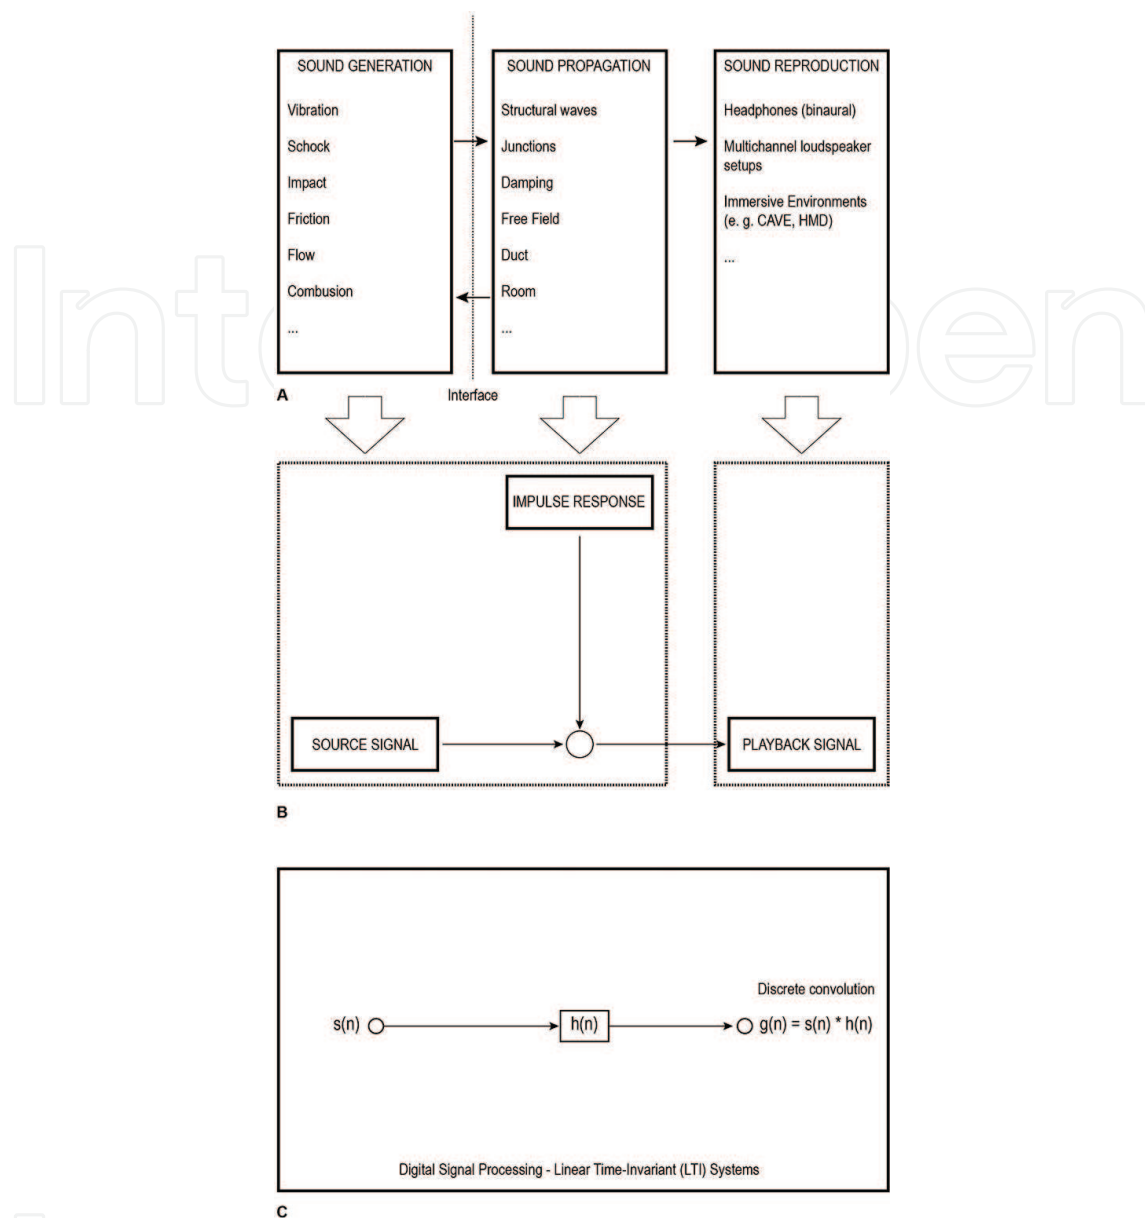 SOUND GENERATION
Vibration
Schock
Impact
Friction
Flow
Combusion
...
SOUND PROPAGATION
Structural waves
Junctions
Damping
Free Field
Duct
Room
...
SOUND REPRODUCTION
Headphones (binaural)
Multichannel loudspeaker
setups
Immersive Environments
(e. g. CAVE, HMD)
...
A
Interface
IMPULSE RESPONSE
SOURCE SIGNAL
PLAYBACK SIGNAL
B
Discrete convolution
s(n)
h(n)
g(n) = s(n) * h(n)
Digital Signal Processing - Linear Time-Invariant (LTI) Systems
C